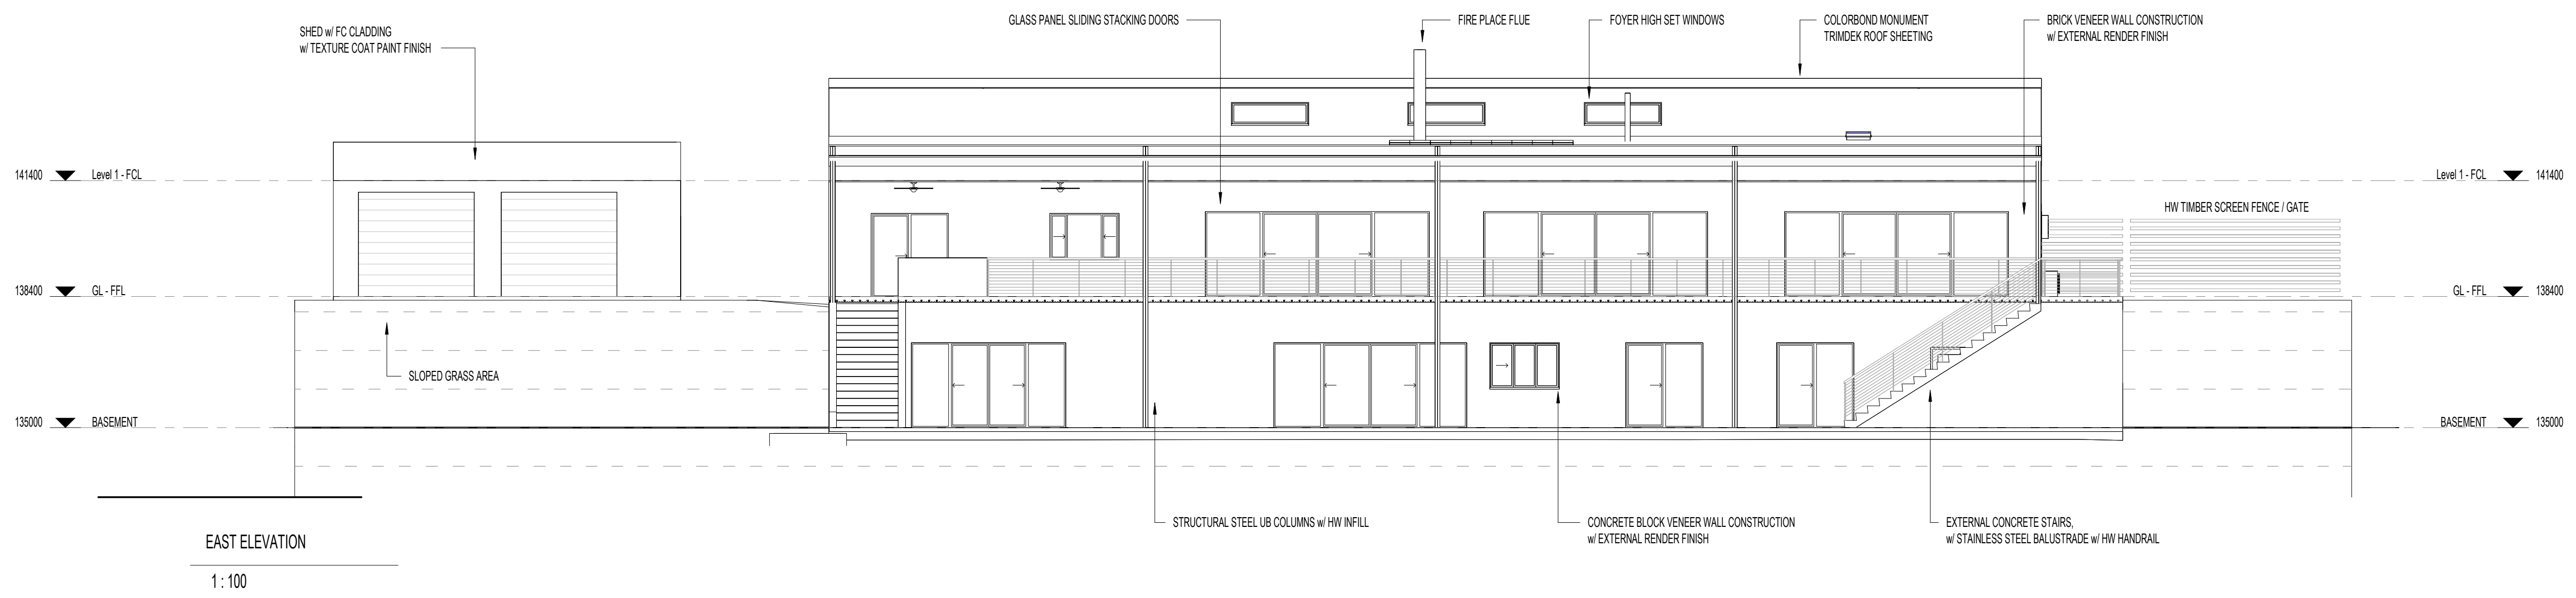 SHED w/ FC CLADDING
w/ TEXTURE COAT PAINT FINISH
GLASS PANEL SLIDING STACKING DOORS
FIRE PLACE FLUE
FOYER HIGH SET WINDOWS
COLORBOND MONUMENT
TRIMDEK ROOF SHEETING
BRICK VENEER WALL CONSTRUCTION
w/ EXTERNAL RENDER FINISH
141400 Level 1 - FCL
Level 1 - FCL 141400
HW TIMBER SCREEN FENCE / GATE
138400 GL - FFL
GL - FFL 138400
SLOPED GRASS AREA
135000 BASEMENT
BASEMENT 135000
STRUCTURAL STEEL UB COLUMNS w/ HW INFILL
CONCRETE BLOCK VENEER WALL CONSTRUCTION
w/ EXTERNAL RENDER FINISH
EXTERNAL CONCRETE STAIRS,
w/ STAINLESS STEEL BALUSTRADE w/ HW HANDRAIL
EAST ELEVATION
1 : 100